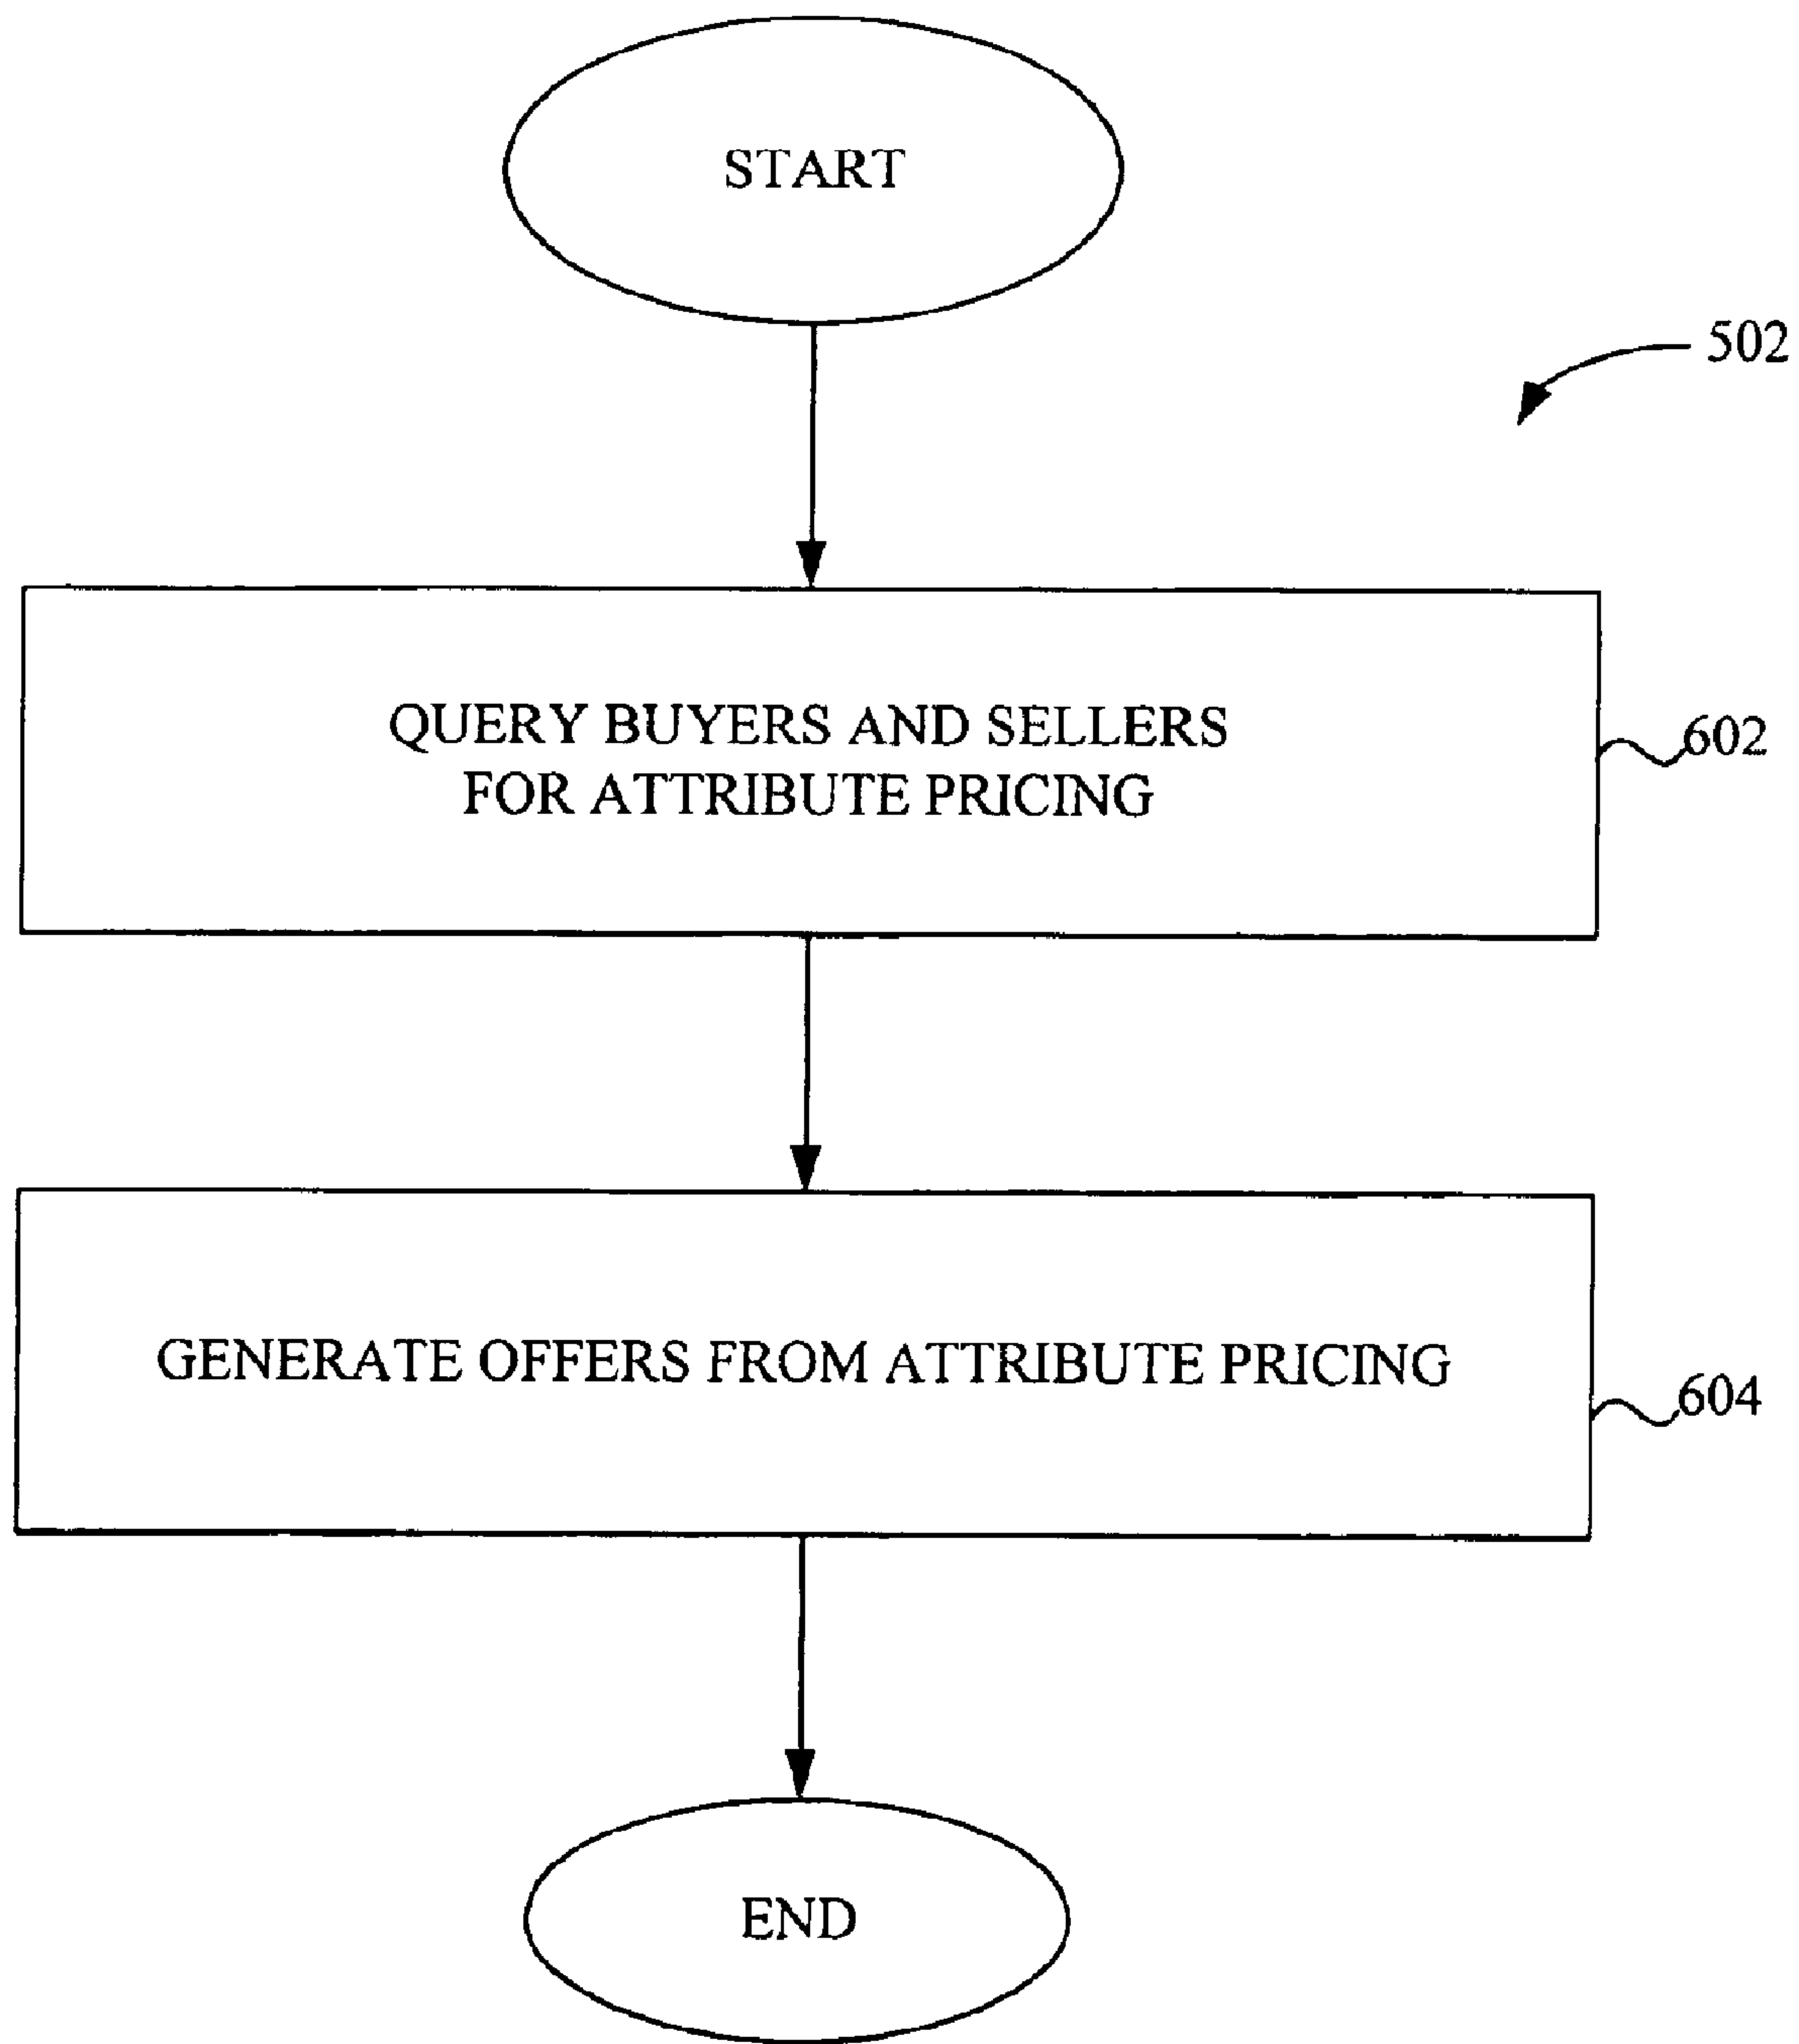 START
502
QUERY BUYERS AND SELLERS
FOR ATTRIBUTE PRICING
602
GENERATE OFFERS FROM ATTRIBUTE PRICING
604
END